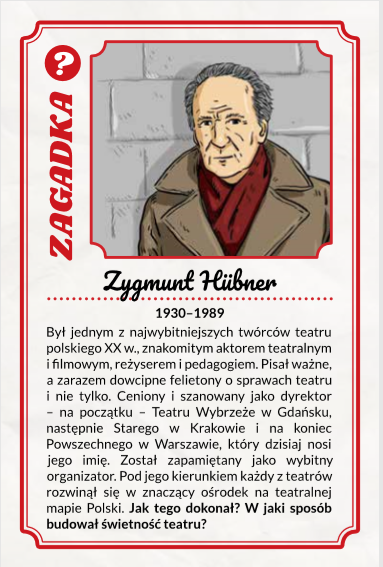 ZAGADKA ?
Zygmunt Hübner
1930–1989
Był jednym z najwybitniejszych twórców teatru
polskiego XX w., znakomitym aktorem teatralnym
i filmowym, reżyserem i pedagogiem. Pisał ważne,
a zarazem dowcipne felietony o sprawach teatru
i nie tylko. Ceniony i szanowany jako dyrektor
– na początku – Teatru Wybrzeże w Gdańsku,
następnie Starego w Krakowie i na koniec
Powszechnego w Warszawie, który dzisiaj nosi
jego imię. Został zapamiętany jako wybitny
organizator. Pod jego kierunkiem każdy z teatrów
rozwinął się w znaczący ośrodek na teatralnej
mapie Polski. Jak tego dokonał? W jaki sposób
budował świetność teatru?